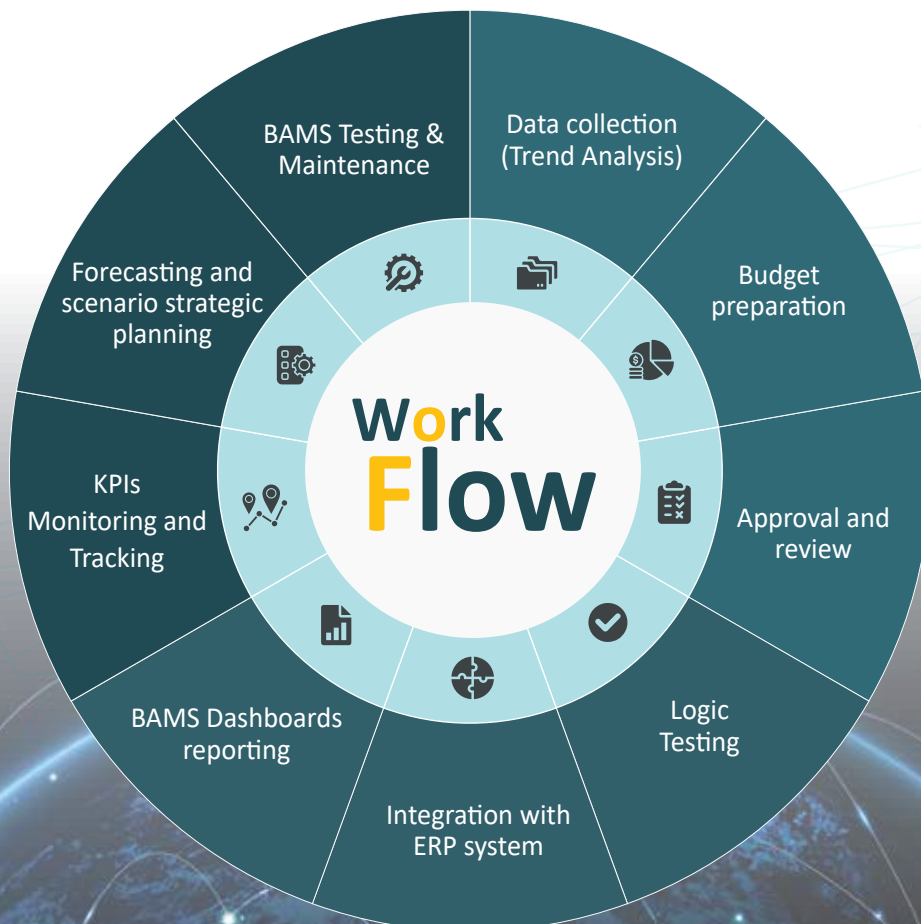 Work
Flow
Data collection
(Trend Analysis)
Budget
preparation
Approval and
review
Logic
Testing
Integration with
ERP system
BAMS Dashboards
reporting
KPIs
Monitoring and
Tracking
Forecasting and
scenario strategic
planning
BAMS Testing &
Maintenance
$